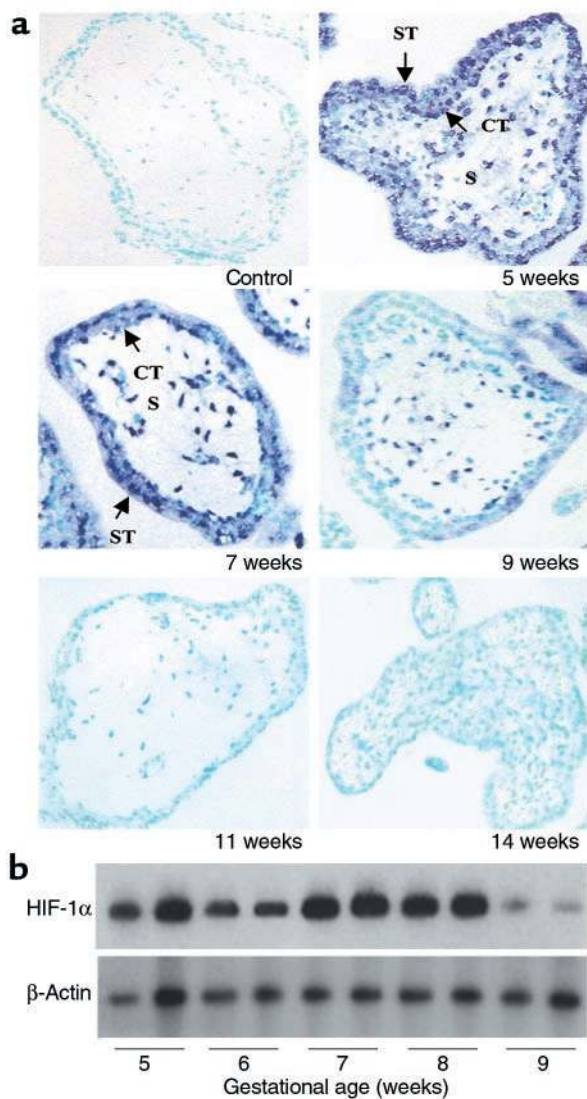 a
ST
CT
S
Control
5 weeks
CT
S
ST
7 weeks
9 weeks
11 weeks
14 weeks
b
HIF-1α
β-Actin
5 6 7 8 9
Gestational age (weeks)